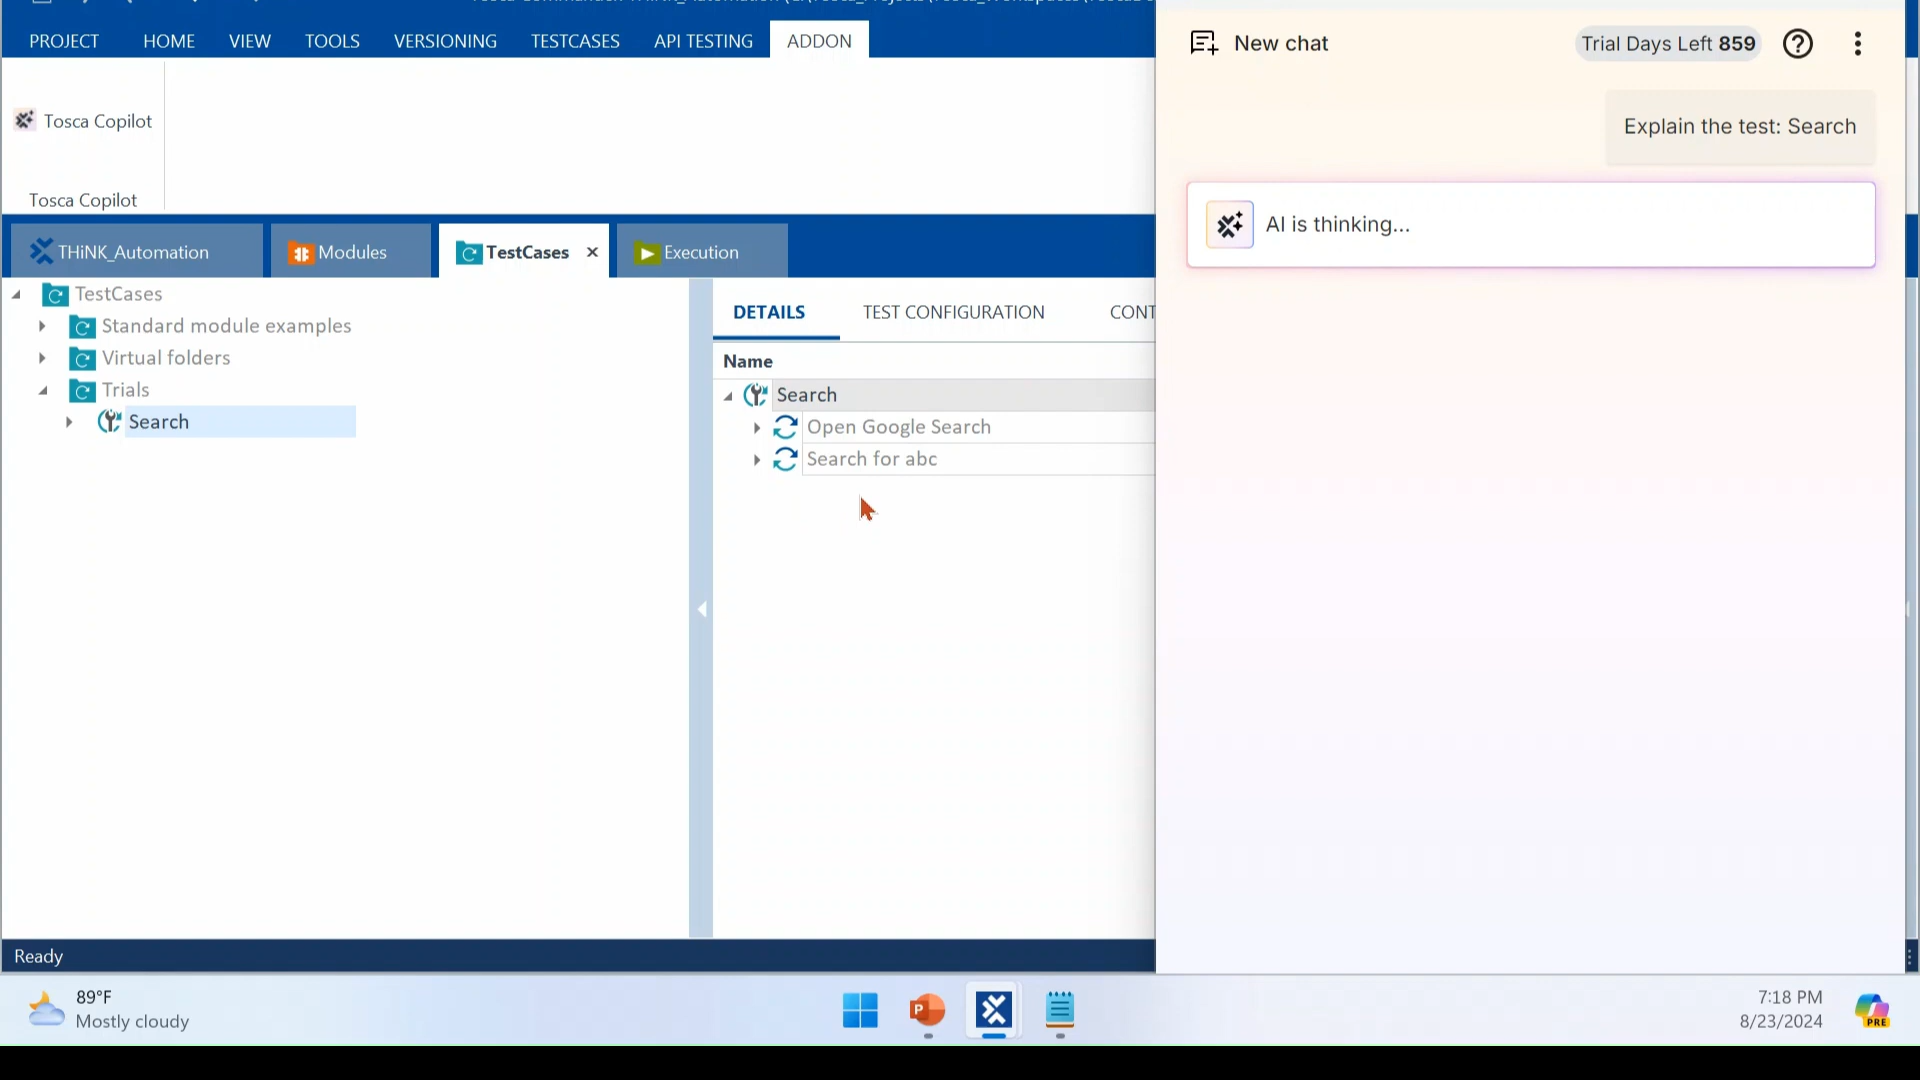 PROJECT HOME VIEW TOOLS VERSIONING TESTCASES API TESTING ADDON
Tosca Copilot
Tosca Copilot
THiNK_Automation Modules TestCases × Execution
TestCases
Standard module examples
Virtual folders
Trials
Search
DETAILS TEST CONFIGURATION CONT
Name
Search
Open Google Search
Search for abc
Ready
New chat
Trial Days Left 859
Explain the test: Search
AI is thinking...
89°F
Mostly cloudy
P
7:18 PM
8/23/2024
PRE